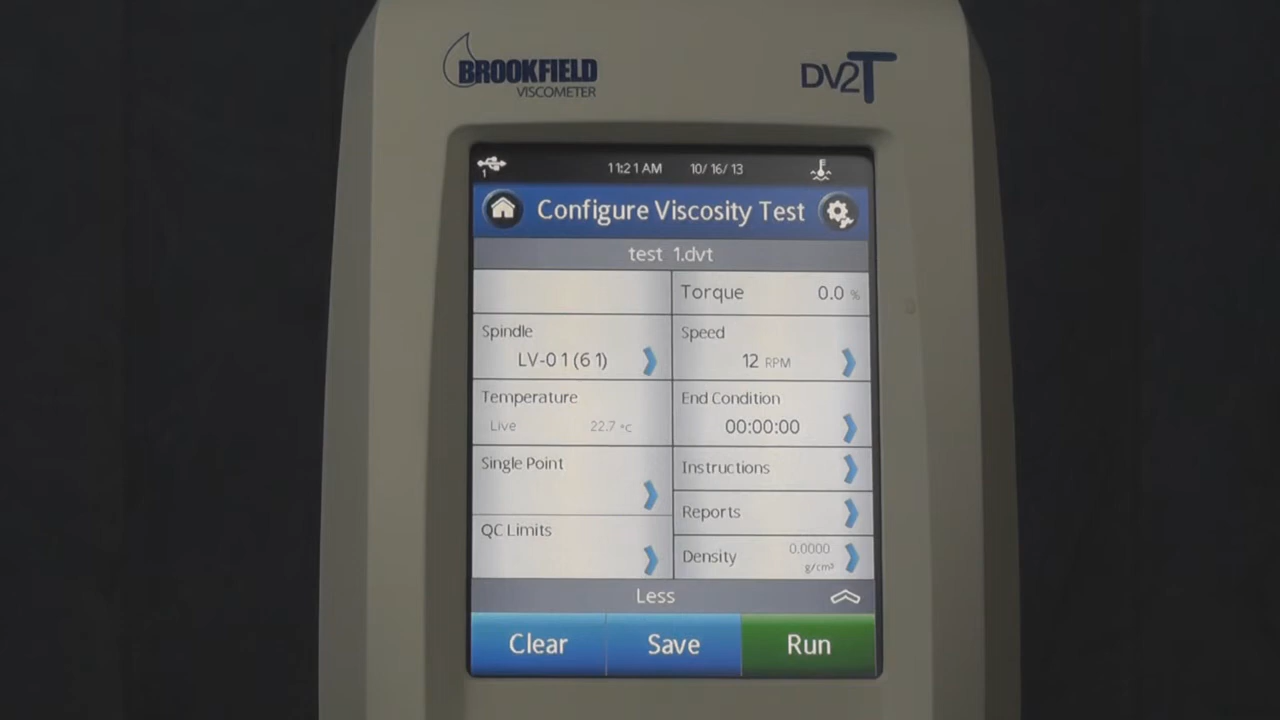 BROOKFIELD
VISCOMETER
DV2T
1
11:21 AM 10/16/13
Configure Viscosity Test
test 1.dvt
Torque 0.0 %
Spindle
LV-01(61)
Speed
12 RPM
Temperature
Live 22.7 °C
End Condition
00:00:00
Single Point
Instructions
Reports
QC Limits
Density 0.0000
g/cm³
Less
Clear Save Run